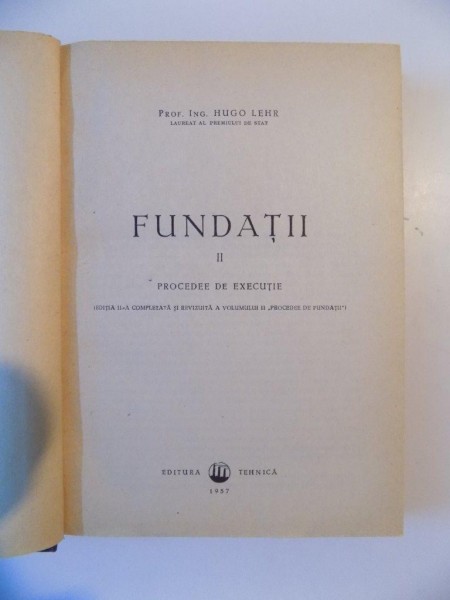 PROF. ING. HUGO LEHR
LAUREAT AL PREMIULUI DE STAT
FUNDAȚII
II
PROCEDEE DE EXECUȚIE
(EDIȚIA II-A COMPLETATĂ ȘI REVIZUITĂ A VOLUMULUI II „PROCEDEE DE FUNDAȚII”)
EDITURA TEHNICĂ
1957